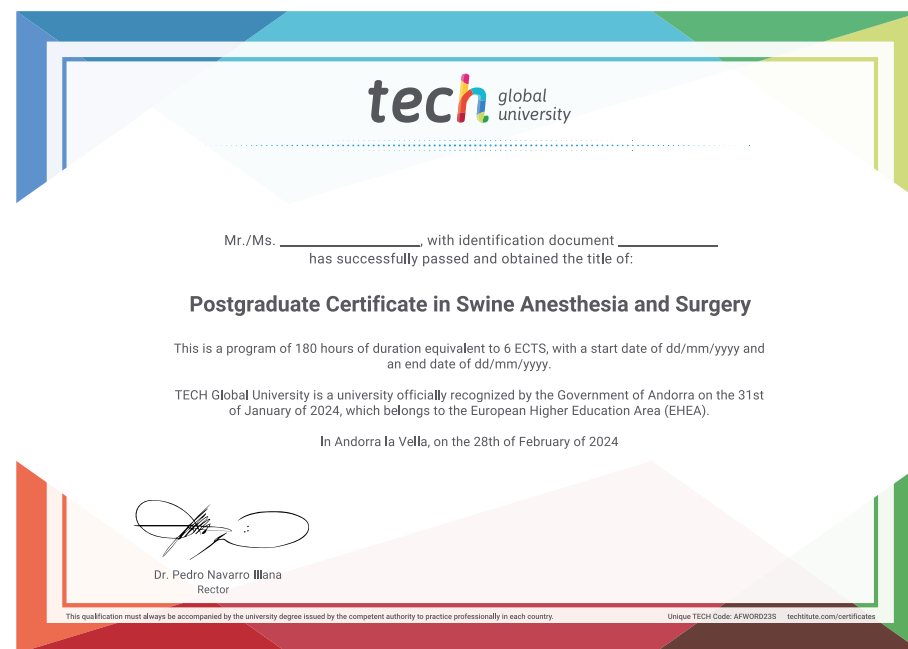 tech global
university
Mr./Ms. ____________________, with identification document ______________
has successfully passed and obtained the title of:
Postgraduate Certificate in Swine Anesthesia and Surgery
This is a program of 180 hours of duration equivalent to 6 ECTS, with a start date of dd/mm/yyyy and
an end date of dd/mm/yyyy.
TECH Global University is a university officially recognized by the Government of Andorra on the 31st
of January of 2024, which belongs to the European Higher Education Area (EHEA).
In Andorra la Vella, on the 28th of February of 2024
Dr. Pedro Navarro Illana
Rector
This qualification must always be accompanied by the university degree issued by the competent authority to practice professionally in each country.
Unique TECH Code: AFWORD23S techtitute.com/certificates